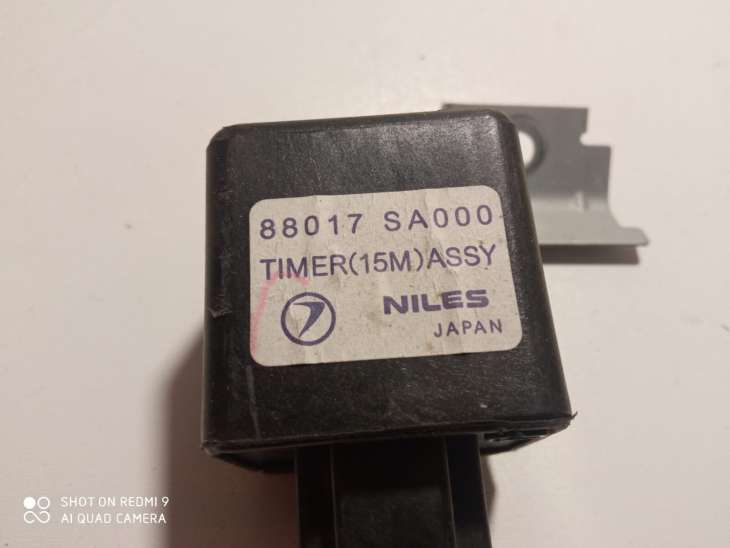 88017 SA000
TIMER(15M)ASSY
NILES
JAPAN
SHOT ON REDMI 9
AI QUAD CAMERA